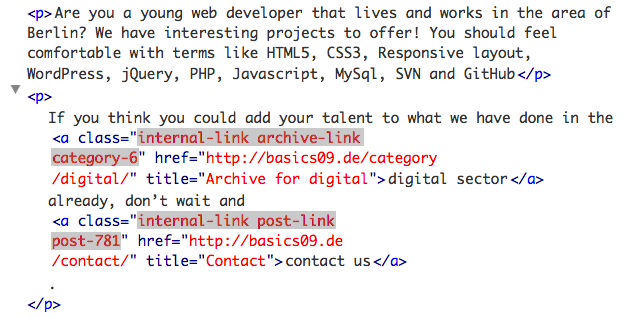 <p>Are you a young web developer that lives and works in the area of
Berlin? We have interesting projects to offer! You should feel
comfortable with terms like HTML5, CSS3, Responsive layout,
WordPress, jQuery, PHP, Javascript, MySql, SVN and GitHub</p>
<p>
If you think you could add your talent to what we have done in the
<a class="internal-link archive-link
category-6" href="http://basics09.de/category
/digital/" title="Archive for digital">digital sector</a>
already, don’t wait and
<a class="internal-link post-link
post-781" href="http://basics09.de
/contact/" title="Contact">contact us</a>
.
</p>